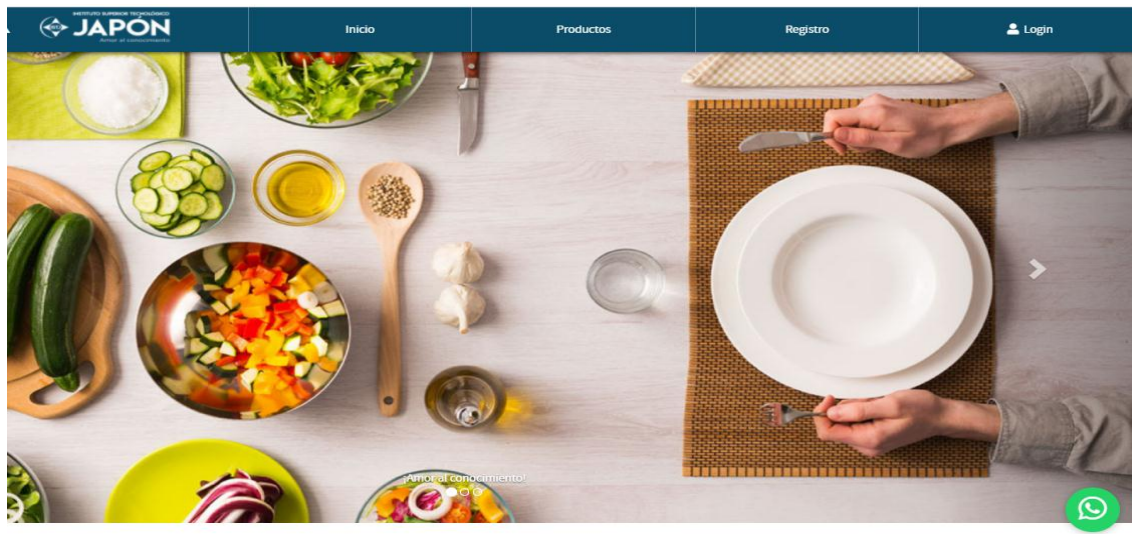 INSTITUTO SUPERIOR TECNOLÓGICO
JAPÓN
Amor al conocimiento
Inicio
Productos
Registro
Login
¡Amor al conocimiento!